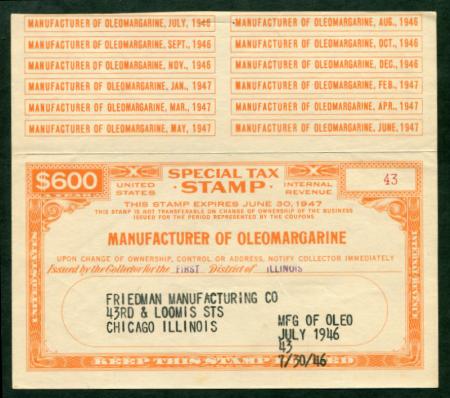 MANUFACTURER OF OLEOMARGARINE, JULY, 1946
MANUFACTURER OF OLEOMARGARINE, AUG., 1946
MANUFACTURER OF OLEOMARGARINE, SEPT., 1946
MANUFACTURER OF OLEOMARGARINE, OCT., 1946
MANUFACTURER OF OLEOMARGARINE, NOV., 1946
MANUFACTURER OF OLEOMARGARINE, DEC., 1946
MANUFACTURER OF OLEOMARGARINE, JAN., 1947
MANUFACTURER OF OLEOMARGARINE, FEB., 1947
MANUFACTURER OF OLEOMARGARINE, MAR., 1947
MANUFACTURER OF OLEOMARGARINE, APR., 1947
MANUFACTURER OF OLEOMARGARINE, MAY, 1947
MANUFACTURER OF OLEOMARGARINE, JUNE, 1947
$600
A YEAR
UNITED STATES
SPECIAL TAX
· STAMP ·
INTERNAL REVENUE
43
THIS STAMP EXPIRES JUNE 30, 1947
THIS STAMP IS NOT TRANSFERABLE ON CHANGE OF OWNERSHIP OF THE BUSINESS
ISSUED FOR THE PERIOD REPRESENTED BY THE COUPONS
MANUFACTURER OF OLEOMARGARINE
UPON CHANGE OF OWNERSHIP, CONTROL, OR ADDRESS, NOTIFY COLLECTOR IMMEDIATELY
Issued by the Collector for the FIRST District of ILLINOIS
UNITED STATES
INTERNAL REVENUE
FRIEDMAN MANUFACTURING CO
43RD & LOOMIS STS
CHICAGO ILLINOIS
MFG OF OLEO
JULY 1946
43
7/30/46
KEEP THIS STAMP